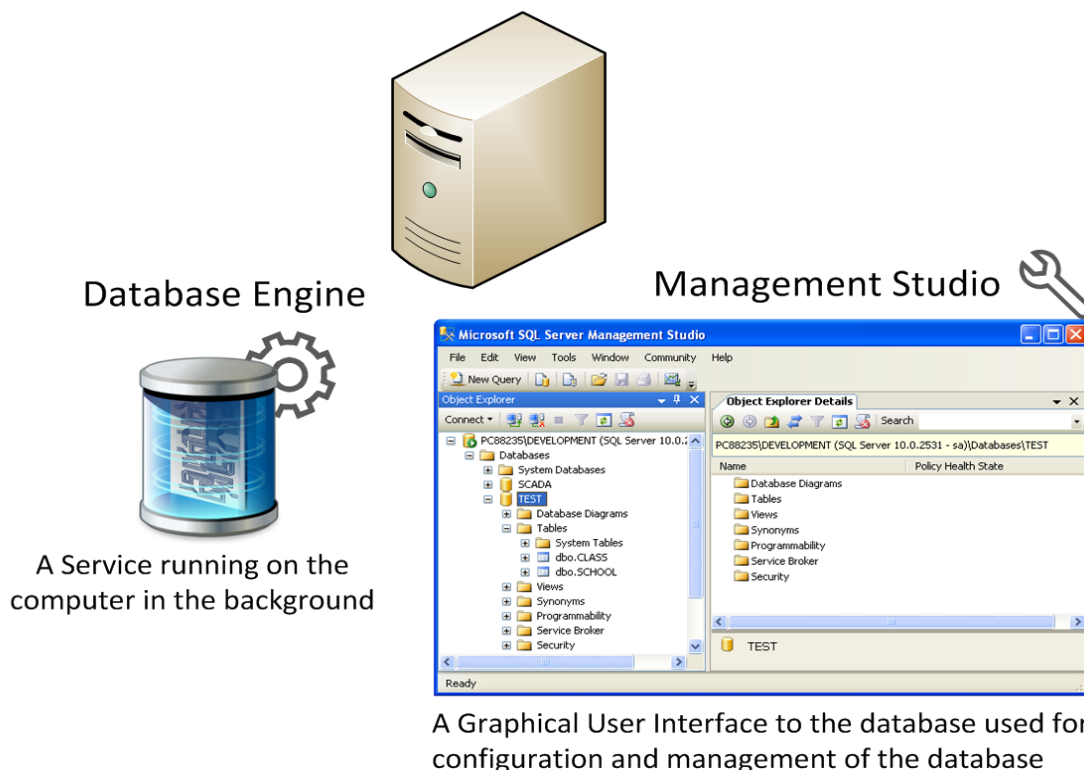 Database Engine
Management Studio
A Service running on the
computer in the background
Microsoft SQL Server Management Studio
File Edit View Tools Window Community Help
New Query
Object Explorer
Connect
PC88235\DEVELOPMENT (SQL Server 10.0.2
Databases
System Databases
SCADA
TEST
Database Diagrams
Tables
System Tables
dbo.CLASS
dbo.SCHOOL
Views
Synonyms
Programmability
Service Broker
Security
Object Explorer Details
Search
PC88235\DEVELOPMENT (SQL Server 10.0.2531 - sa)\Databases\TEST
Name Policy Health State
Database Diagrams
Tables
Views
Synonyms
Programmability
Service Broker
Security
TEST
Ready
A Graphical User Interface to the database used for
configuration and management of the database